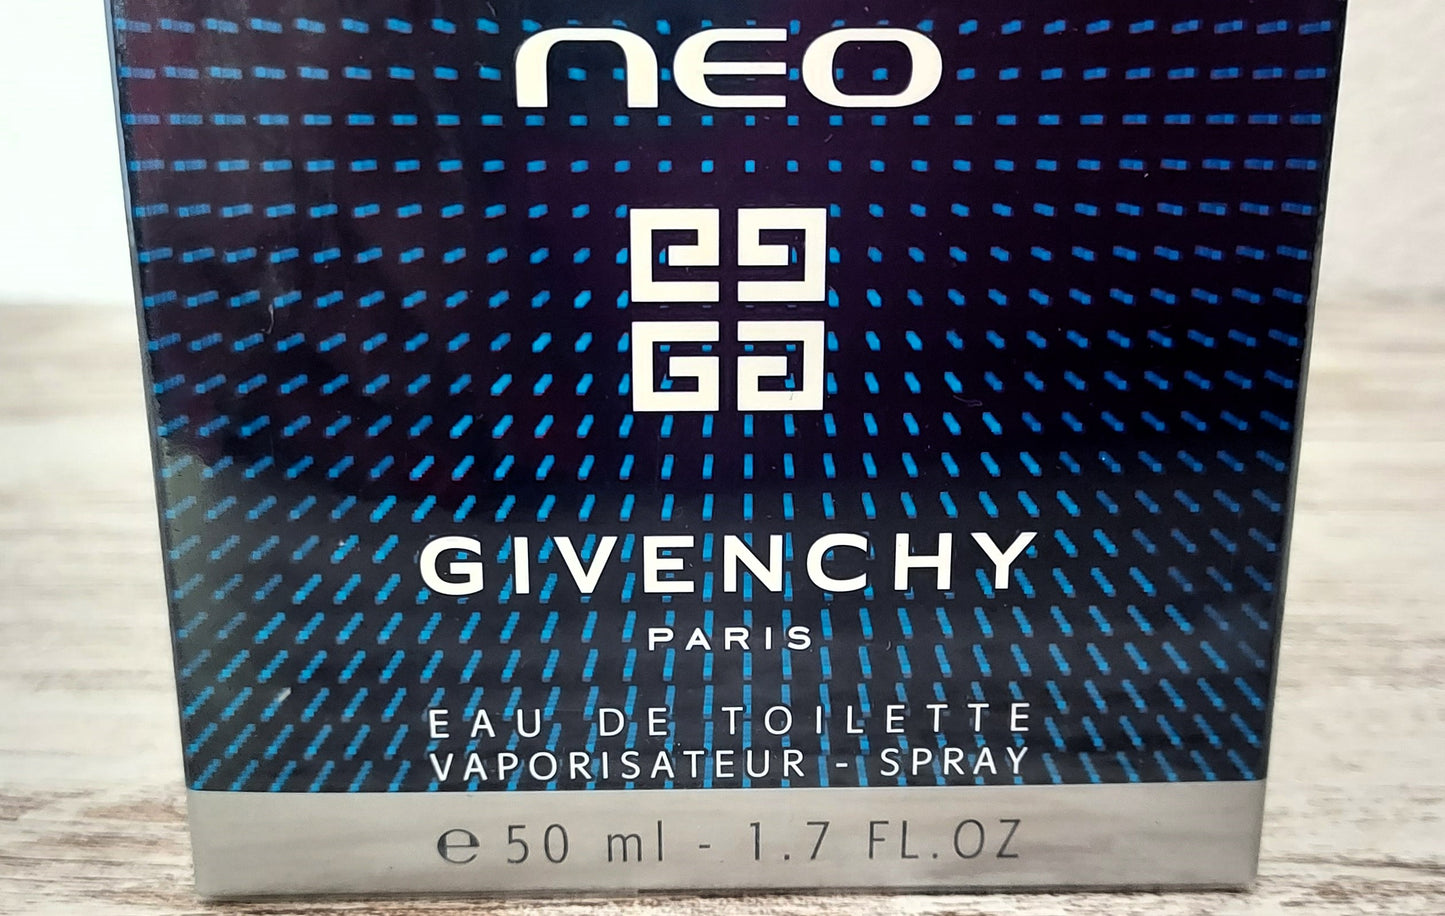 neo
GIVENCHY
PARIS
EAU DE TOILETTE
VAPORISATEUR - SPRAY
℮ 50 ml - 1.7 FL.OZ